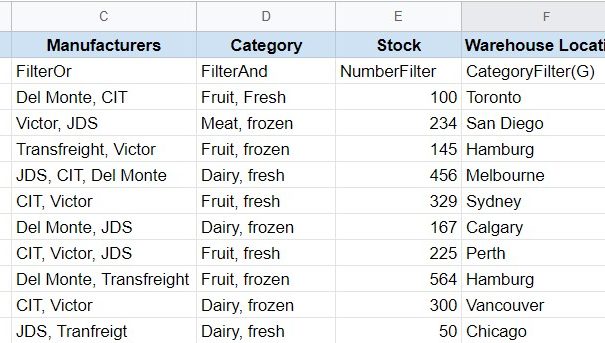 C D E F
Manufacturers Category Stock Warehouse Locati
FilterOr FilterAnd NumberFilter CategoryFilter(G)
Del Monte, CIT Fruit, Fresh 100 Toronto
Victor, JDS Meat, frozen 234 San Diego
Transfreight, Victor Fruit, frozen 145 Hamburg
JDS, CIT, Del Monte Dairy, fresh 456 Melbourne
CIT, Victor Fruit, fresh 329 Sydney
Del Monte, JDS Dairy, frozen 167 Calgary
CIT, Victor, JDS Fruit, fresh 225 Perth
Del Monte, Transfreight Fruit, frozen 564 Hamburg
CIT, Victor Dairy, frozen 300 Vancouver
JDS, Tranfreigt Dairy, fresh 50 Chicago